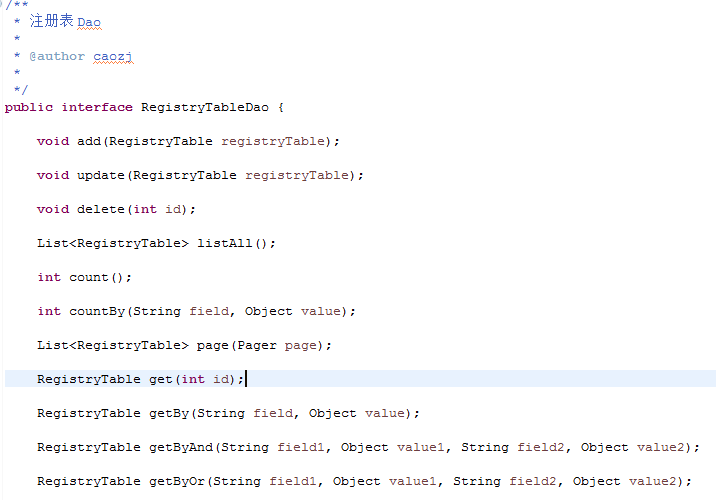 /**
 * 注册表Dao
 *
 * @author caozj
 *
 */
public interface RegistryTableDao {
    void add(RegistryTable registryTable);
    void update(RegistryTable registryTable);
    void delete(int id);
    List<RegistryTable> listAll();
    int count();
    int countBy(String field, Object value);
    List<RegistryTable> page(Pager page);
    RegistryTable get(int id);
    RegistryTable getBy(String field, Object value);
    RegistryTable getByAnd(String field1, Object value1, String field2, Object value2);
    RegistryTable getByOr(String field1, Object value1, String field2, Object value2);